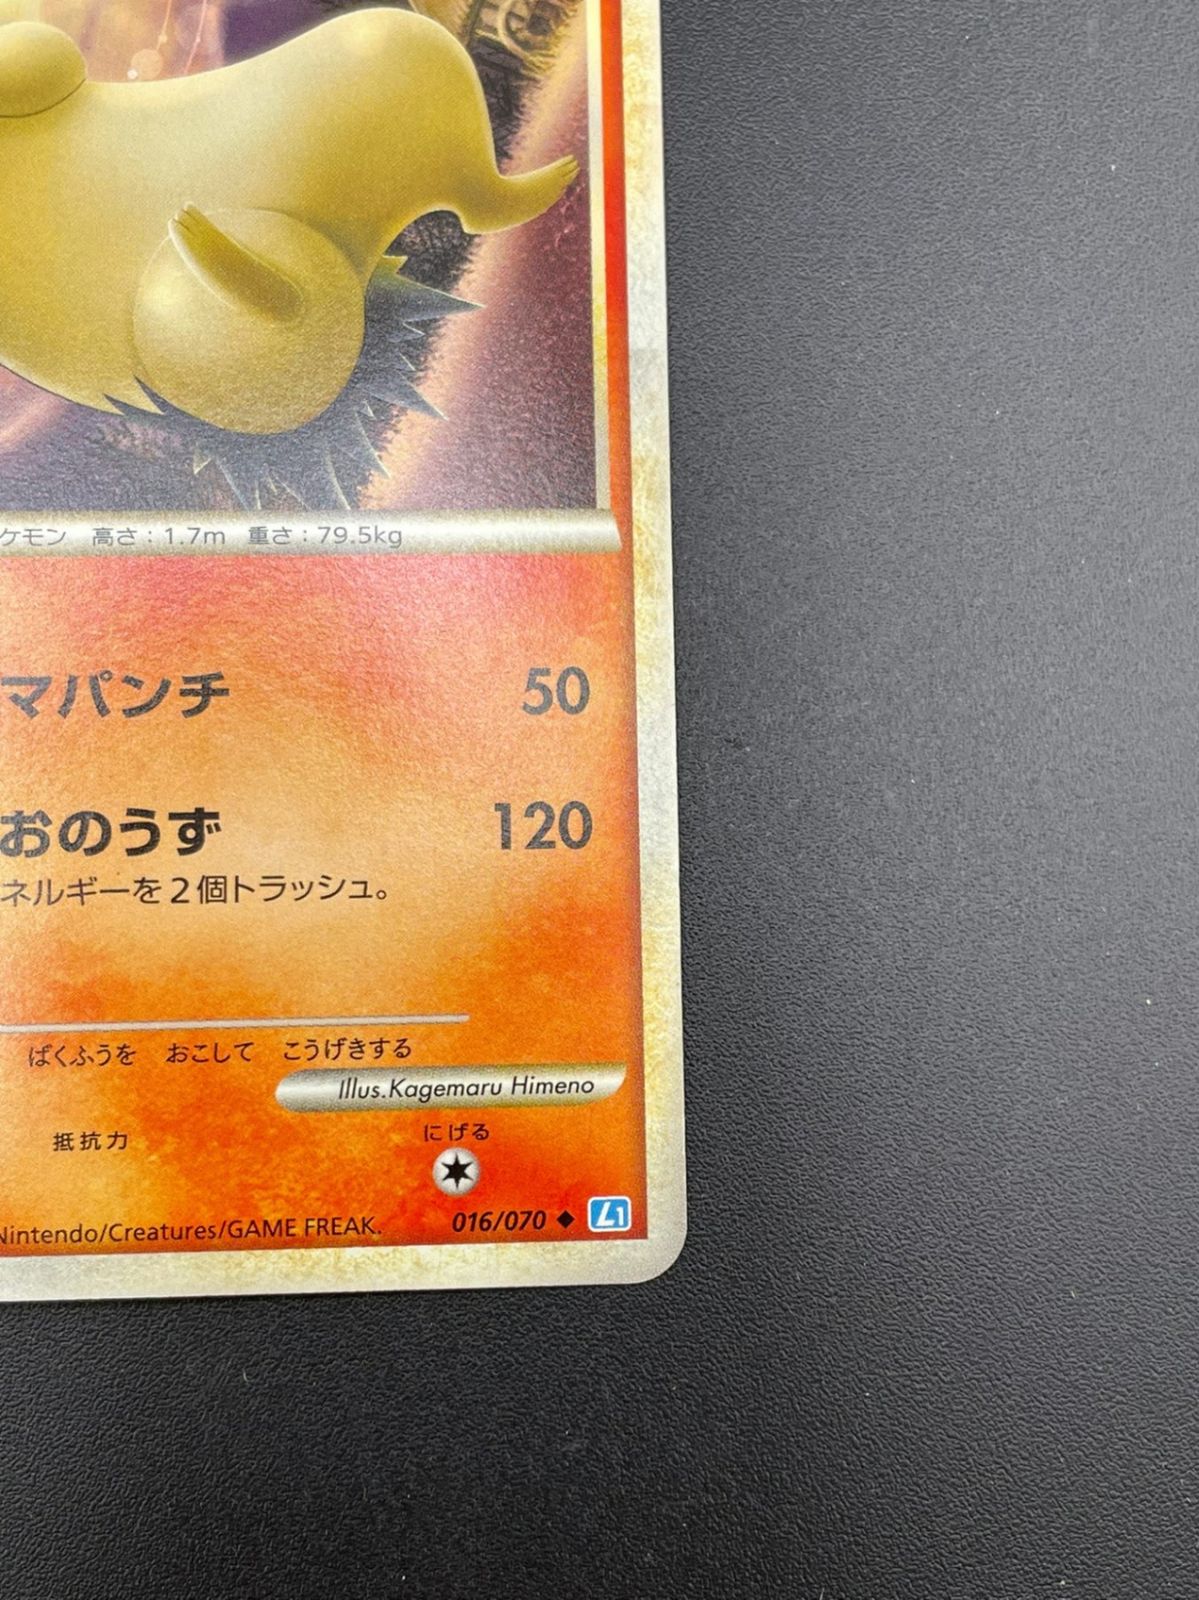 ケモン 高さ：1.7m 重さ：79.5kg
マパンチ 50
おのうず 120
ネルギーを2個トラッシュ。
ばくふうを おこして こうげきする
Illus.Kagemaru Himeno
抵抗力 にげる
Nintendo/Creatures/GAME FREAK.
016/070 ◆ L1